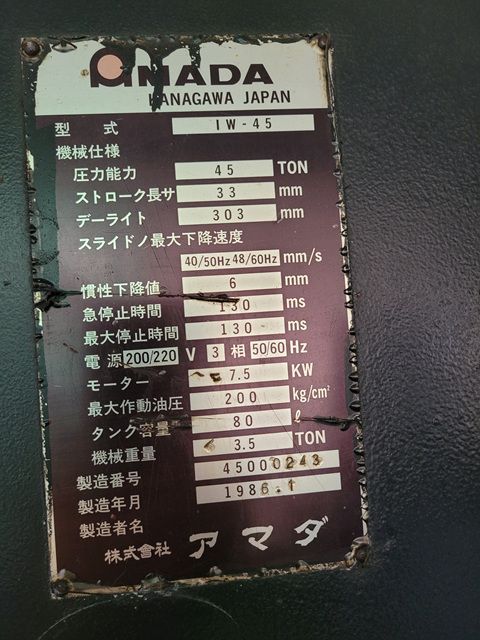 AMADA
KANAGAWA JAPAN
型式 IW-45
機械仕様
圧力能力 45 TON
ストローク長サ 33 mm
デーライト 303 mm
スライドノ最大下降速度
40/50Hz 48/60Hz mm/s
慣性下降値 6 mm
急停止時間 130 ms
最大停止時間 130 ms
電源 200/220 V 3 相 50/60 Hz
モーター 7.5 KW
最大作動油圧 200 kg/cm²
タンク容量 80 ℓ
機械重量 3.5 TON
製造番号 45000243
製造年月 1986.1
製造者名
株式會社 アマダ